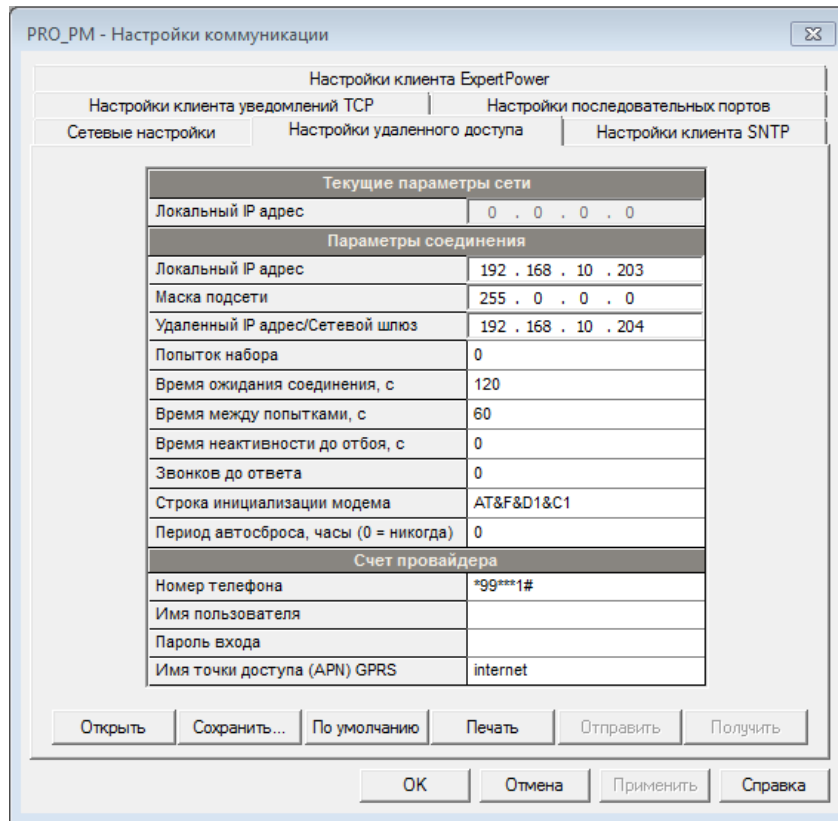 PRO_PM - Настройки коммуникации
Настройки клиента ExpertPower
Настройки клиента уведомлений TCP Настройки последовательных портов
Сетевые настройки Настройки удаленного доступа Настройки клиента SNTP
Текущие параметры сети
Локальный IP адрес 0 . 0 . 0 . 0
Параметры соединения
Локальный IP адрес 192 . 168 . 10 . 203
Маска подсети 255 . 0 . 0 . 0
Удаленный IP адрес/Сетевой шлюз 192 . 168 . 10 . 204
Попыток набора 0
Время ожидания соединения, с 120
Время между попытками, с 60
Время неактивности до отбоя, с 0
Звонков до ответа 0
Строка инициализации модема AT&F&D1&C1
Период автосброса, часы (0 = никогда) 0
Счет провайдера
Номер телефона *99***1#
Имя пользователя
Пароль входа
Имя точки доступа (APN) GPRS internet
Открыть Сохранить... По умолчанию Печать Отправить Получить
OK Отмена Применить Справка